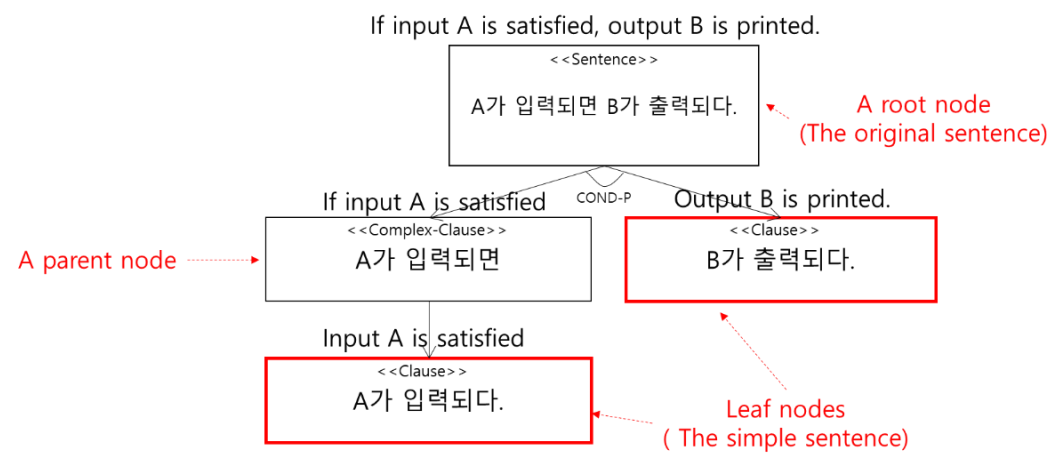 If input A is satisfied, output B is printed.
<<Sentence>>
A가 입력되면 B가 출력되다.
A root node
(The original sentence)
If input A is satisfied
COND-P
Output B is printed.
<<Complex-Clause>>
A가 입력되면
<<Clause>>
B가 출력되다.
A parent node
Input A is satisfied
<<Clause>>
A가 입력되다.
Leaf nodes
( The simple sentence)